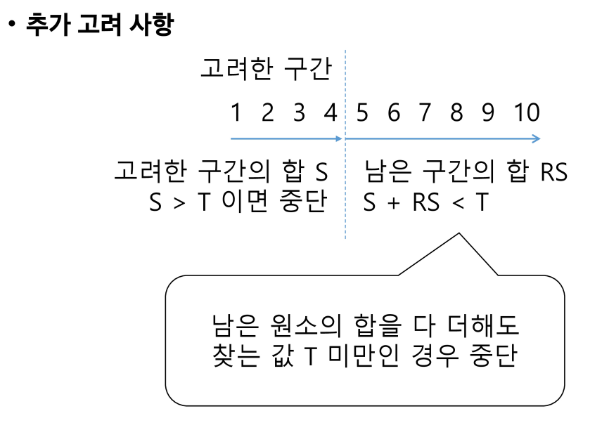 • 추가 고려 사항
고려한 구간
1 2 3 4 5 6 7 8 9 10
고려한 구간의 합 S
S > T 이면 중단
남은 구간의 합 RS
S + RS < T
남은 원소의 합을 다 더해도
찾는 값 T 미만인 경우 중단